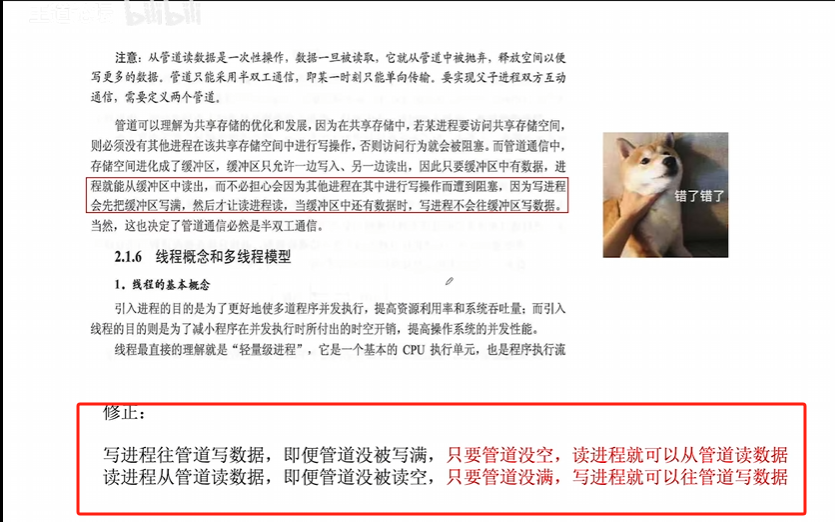 bilibili
注意：从管道读数据是一次性操作，数据一旦被读取，它就从管道中被抛弃，释放空间以便
写更多的数据。管道只能采用半双工通信，即某一时刻只能单向传输。要实现父子进程双方互动
通信，需要定义两个管道。
管道可以理解为共享存储的优化和发展，因为在共享存储中，若某进程要访问共享存储空间，
则必须没有其他进程在该共享存储空间中进行写操作，否则访问行为就会被阻塞。而管道通信中，
存储空间进化成了缓冲区，缓冲区只允许一边写入、另一边读出，因此只要缓冲区中有数据，进
程就能从缓冲区中读出，而不必担心会因为其他进程在其中进行写操作而遭到阻塞，因为写进程
会先把缓冲区写满，然后才让读进程读，当缓冲区中还有数据时，写进程不会往缓冲区写数据。
当然，这也决定了管道通信必然是半双工通信。
错了错了
2.1.6 线程概念和多线程模型
1. 线程的基本概念
引入进程的目的是为了更好地使多道程序并发执行，提高资源利用率和系统吞吐量；而引入
线程的目的则是为了减小程序在并发执行时所付出的时空开销，提高操作系统的并发性能。
线程最直接的理解就是“轻量级进程”，它是一个基本的 CPU 执行单元，也是程序执行流
修正：
写进程往管道写数据，即便管道没被写满，只要管道没空，读进程就可以从管道读数据
读进程从管道读数据，即便管道没被读空，只要管道没满，写进程就可以往管道写数据